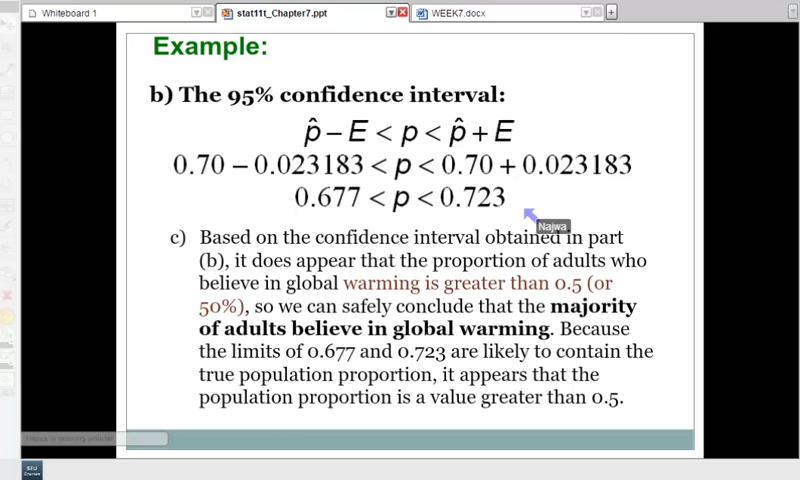 Whiteboard 1
stat11t_Chapter7.ppt
WEEK7.docx
Example:
b) The 95% confidence interval:
p̂ – E < p < p̂ + E
0.70 − 0.023183 < p < 0.70 + 0.023183
0.677 < p < 0.723
Najwa
c) Based on the confidence interval obtained in part
(b), it does appear that the proportion of adults who
believe in global warming is greater than 0.5 (or
50%), so we can safely conclude that the majority
of adults believe in global warming. Because
the limits of 0.677 and 0.723 are likely to contain the
true population proportion, it appears that the
population proportion is a value greater than 0.5.
SEU